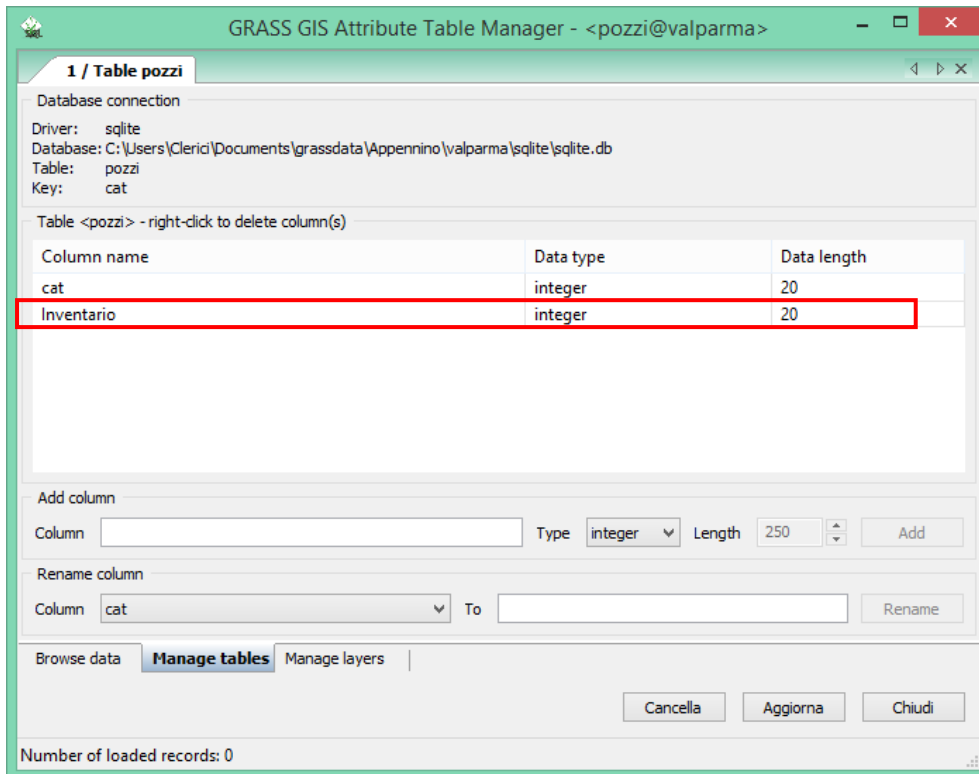 GRASS GIS Attribute Table Manager - <pozzi@valparma>
1 / Table pozzi
Database connection
Driver: sqlite
Database: C:\Users\Clerici\Documents\grassdata\Appennino\valparma\sqlite\sqlite.db
Table: pozzi
Key: cat
Table <pozzi> - right-click to delete column(s)
Column name Data type Data length
cat integer 20
Inventario integer 20
Add column
Column Type integer Length 250 Add
Rename column
Column cat To Rename
Browse data Manage tables Manage layers
Cancella Aggiorna Chiudi
Number of loaded records: 0